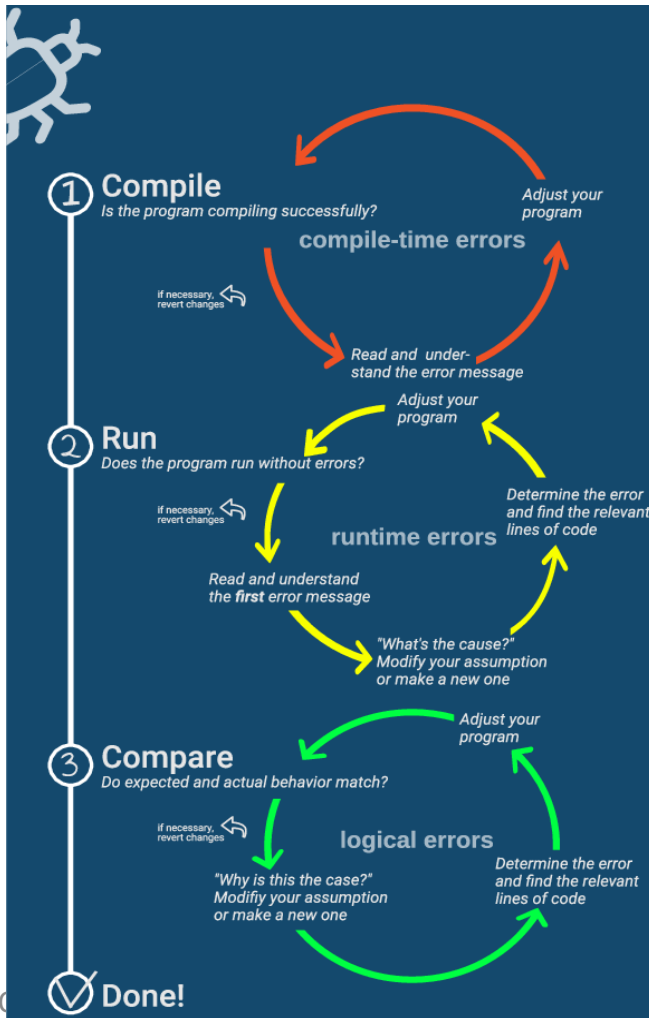 1 Compile
Is the program compiling successfully?
Adjust your
program
compile-time errors
if necessary,
revert changes
Read and under-
stand the error message
Adjust your
program
2 Run
Does the program run without errors?
Determine the error
and find the relevant
lines of code
if necessary,
revert changes
runtime errors
Read and understand
the first error message
"What's the cause?"
Modify your assumption
or make a new one
Adjust your
program
3 Compare
Do expected and actual behavior match?
if necessary,
revert changes
logical errors
"Why is this the case?"
Modifiy your assumption
or make a new one
Determine the error
and find the relevant
lines of code
Done!